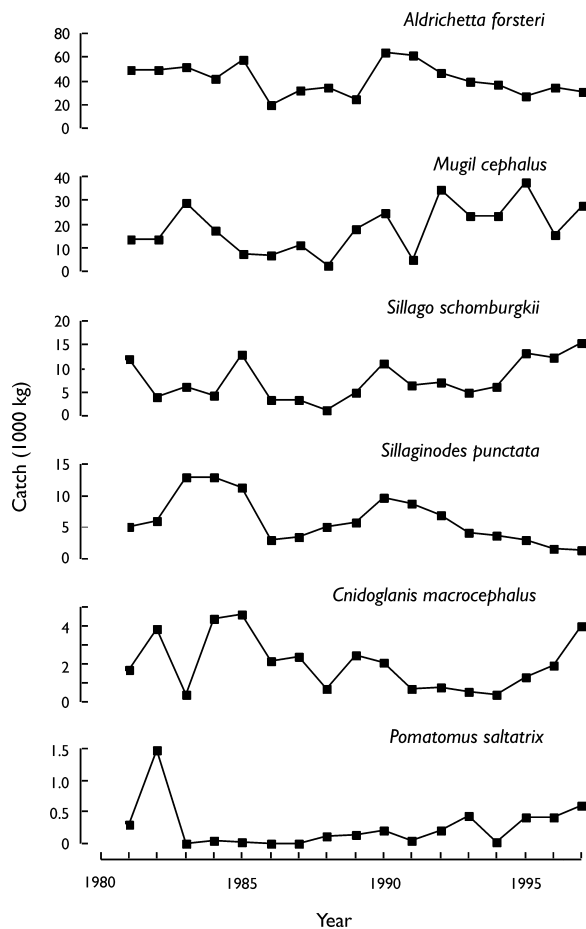 Aldrichetta forsteri
80
60
40
20
0
Mugil cephalus
40
30
20
10
0
Sillago schomburgkii
20
15
10
5
0
Catch (1000 kg)
Sillaginodes punctata
15
10
5
0
Cnidoglanis macrocephalus
4
2
0
Pomatomus saltatrix
1.5
1.0
0.5
0
1980 1985 1990 1995
Year